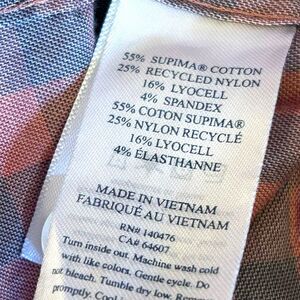 55% SUPIMA® COTTON
25% RECYCLED NYLON
16% LYOCELL
4% SPANDEX
55% COTON SUPIMA®
25% NYLON RECYCLÉ
16% LYOCELL
4% ÉLASTHANNE
MADE IN VIETNAM
FABRIQUÉ AU VIETNAM
RN# 140476
CA# 64607
Turn inside out. Machine wash cold
with like colors. Gentle cycle. Do
not bleach. Tumble dry low. Remove
promptly. Cool